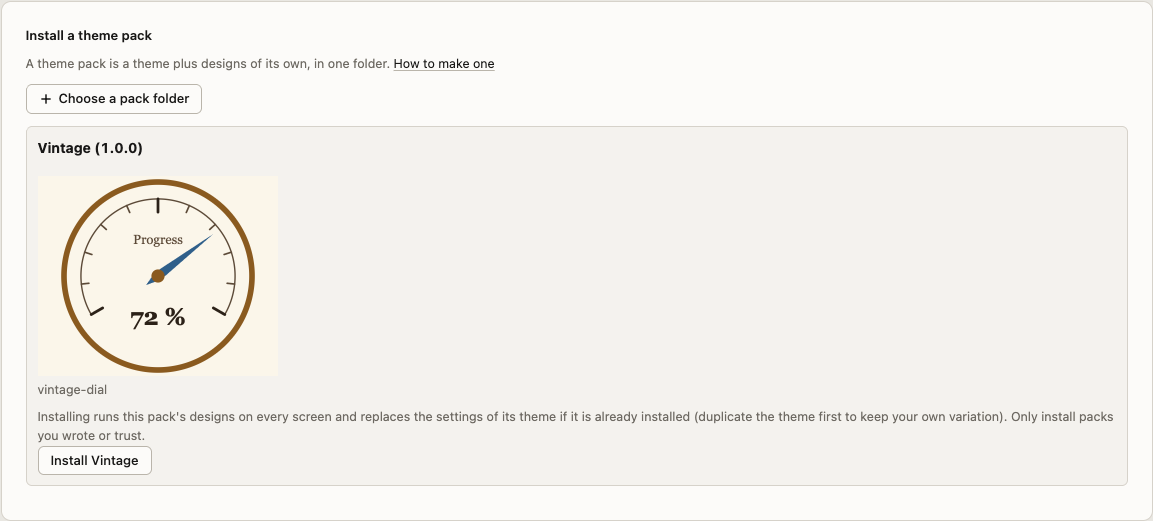 Install a theme pack
A theme pack is a theme plus designs of its own, in one folder. How to make one
+ Choose a pack folder
Vintage (1.0.0)
Progress
72 %
vintage-dial
Installing runs this pack's designs on every screen and replaces the settings of its theme if it is already installed (duplicate the theme first to keep your own variation). Only install packs
you wrote or trust.
Install Vintage